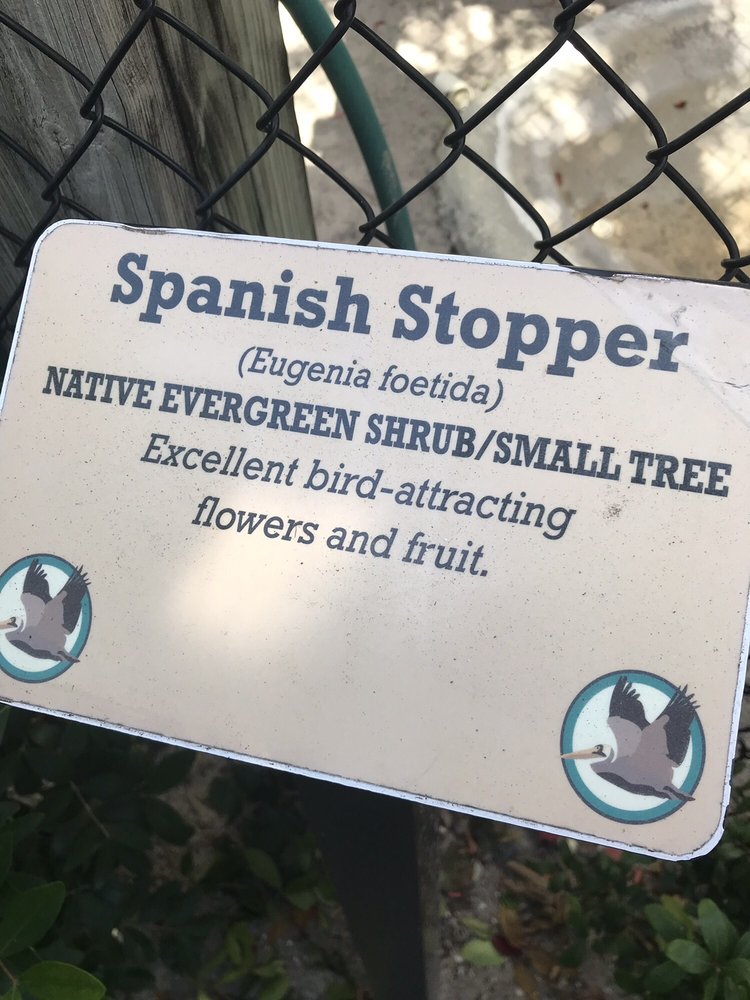 Spanish Stopper
(Eugenia foetida)
NATIVE EVERGREEN SHRUB/SMALL TREE
Excellent bird-attracting
flowers and fruit.